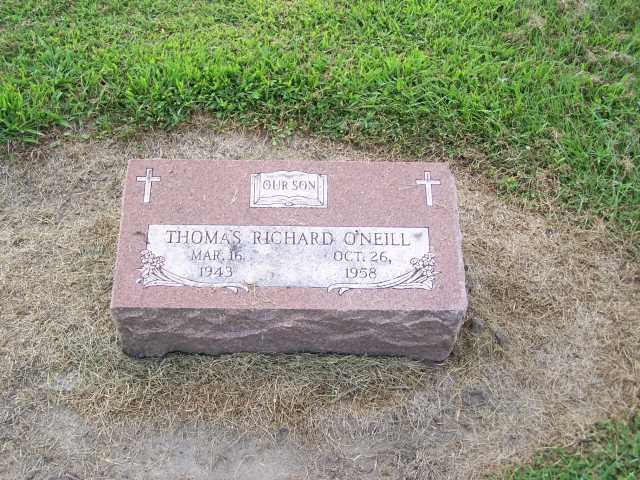 OUR SON
THOMAS RICHARD O'NEILL
MAR. 16, OCT. 26,
1943 1958